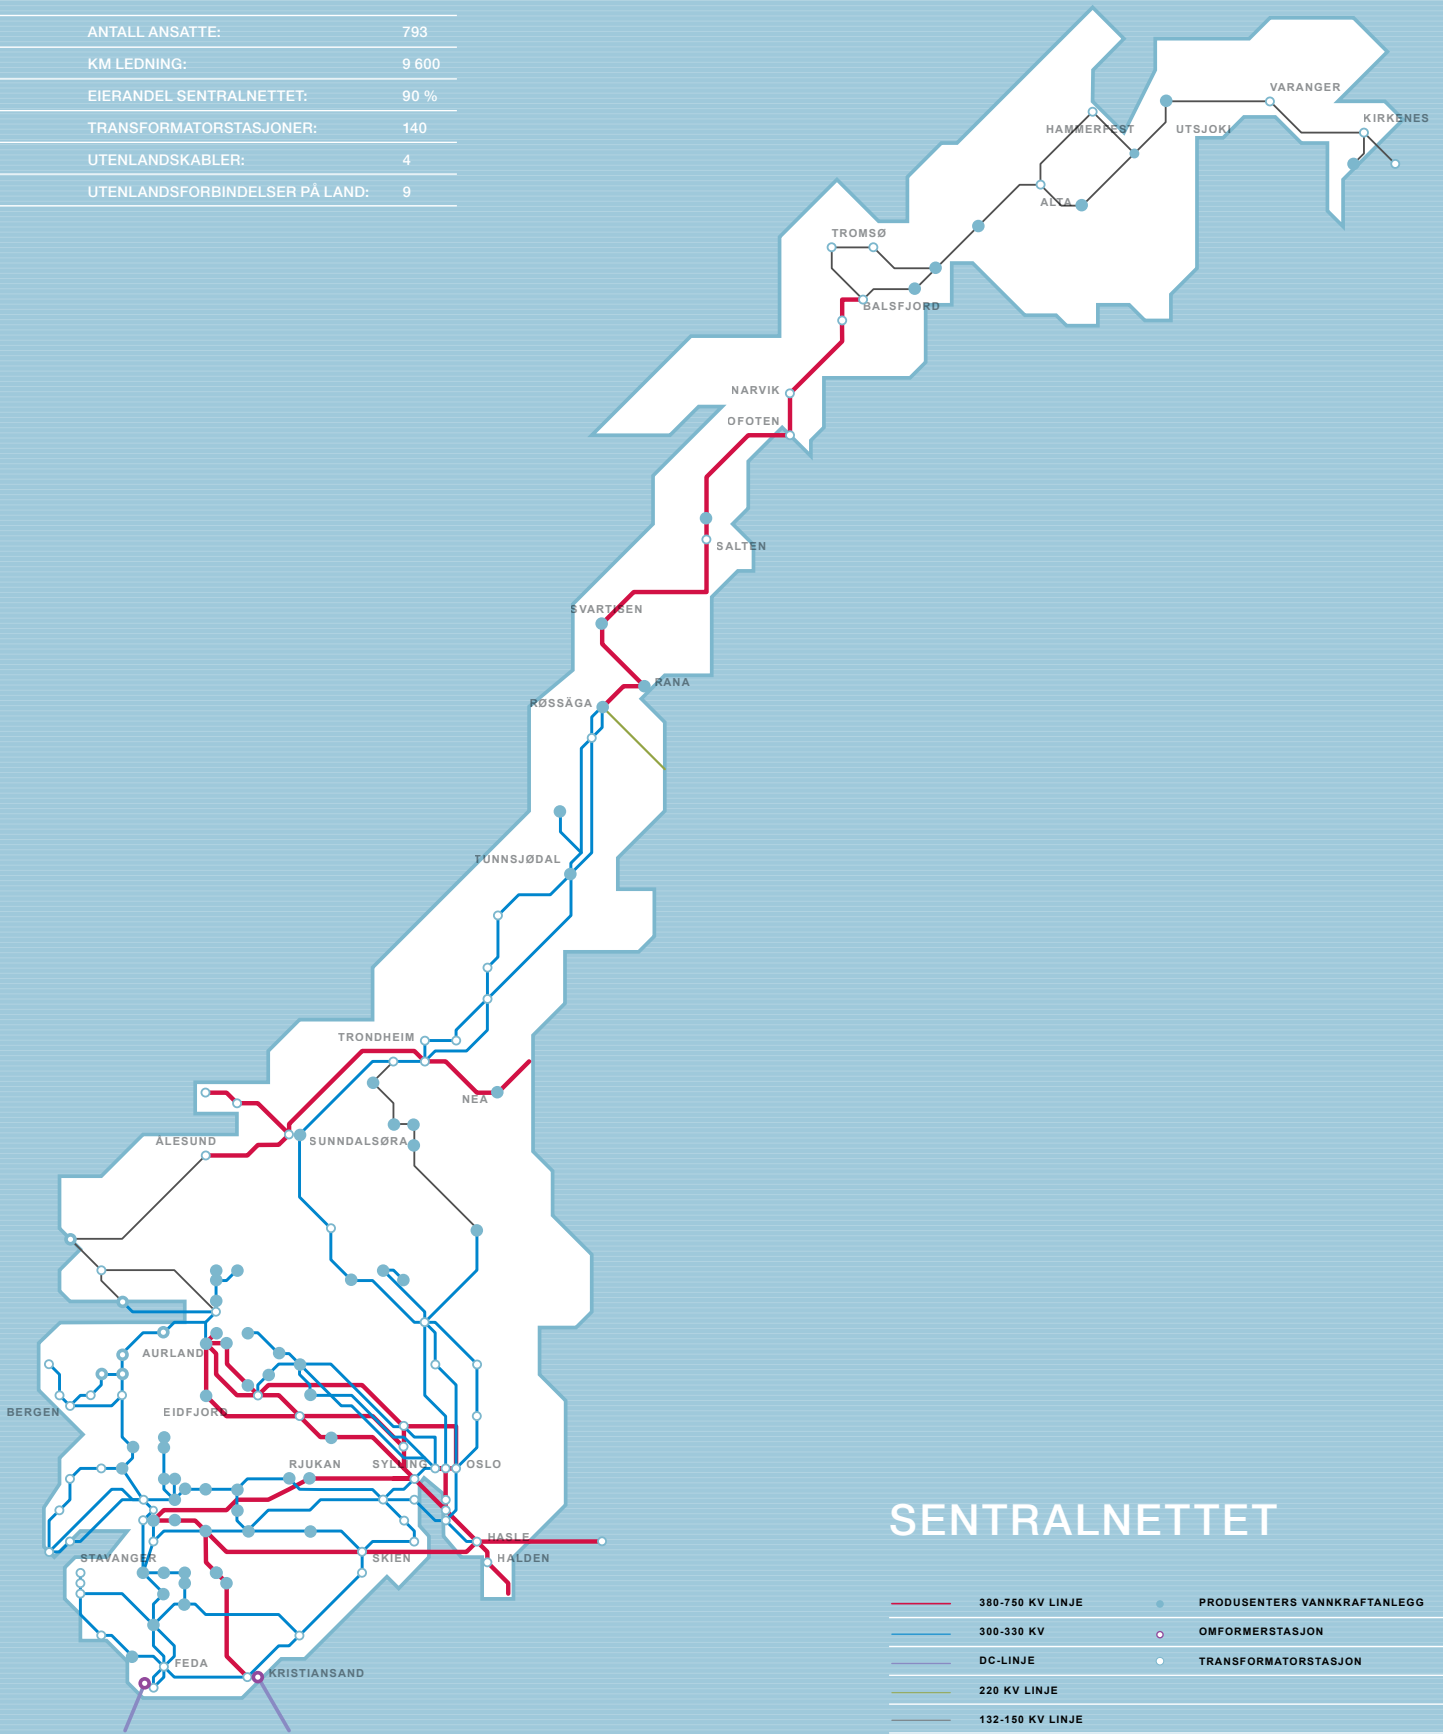 ANTALL ANSATTE: 793
KM LEDNING: 9 600
EIERANDEL SENTRALNETTET: 90 %
TRANSFORMATORSTASJONER: 140
UTENLANDSKABLER: 4
UTENLANDSFORBINDELSER PÅ LAND: 9
VARANGER
KIRKENES
HAMMERFEST
UTSJOKI
ALTA
TROMSØ
BALSFJORD
NARVIK
OFOTEN
SALTEN
SVARTISEN
RANA
RØSSÄGA
TUNNSJØDAL
TRONDHEIM
NEA
ÅLESUND
SUNNDALSØRA
AURLAND
BERGEN
EIDFJORD
RJUKAN
SYLLING
OSLO
SENTRALNETTET
HASLE
STAVANGER
SKIEN
HALDEN
380-750 KV LINJE
PRODUSENTERS VANNKRAFTANLEGG
300-330 KV
OMFORMERSTASJON
DC-LINJE
TRANSFORMATORSTASJON
FEDA
KRISTIANSAND
220 KV LINJE
132-150 KV LINJE